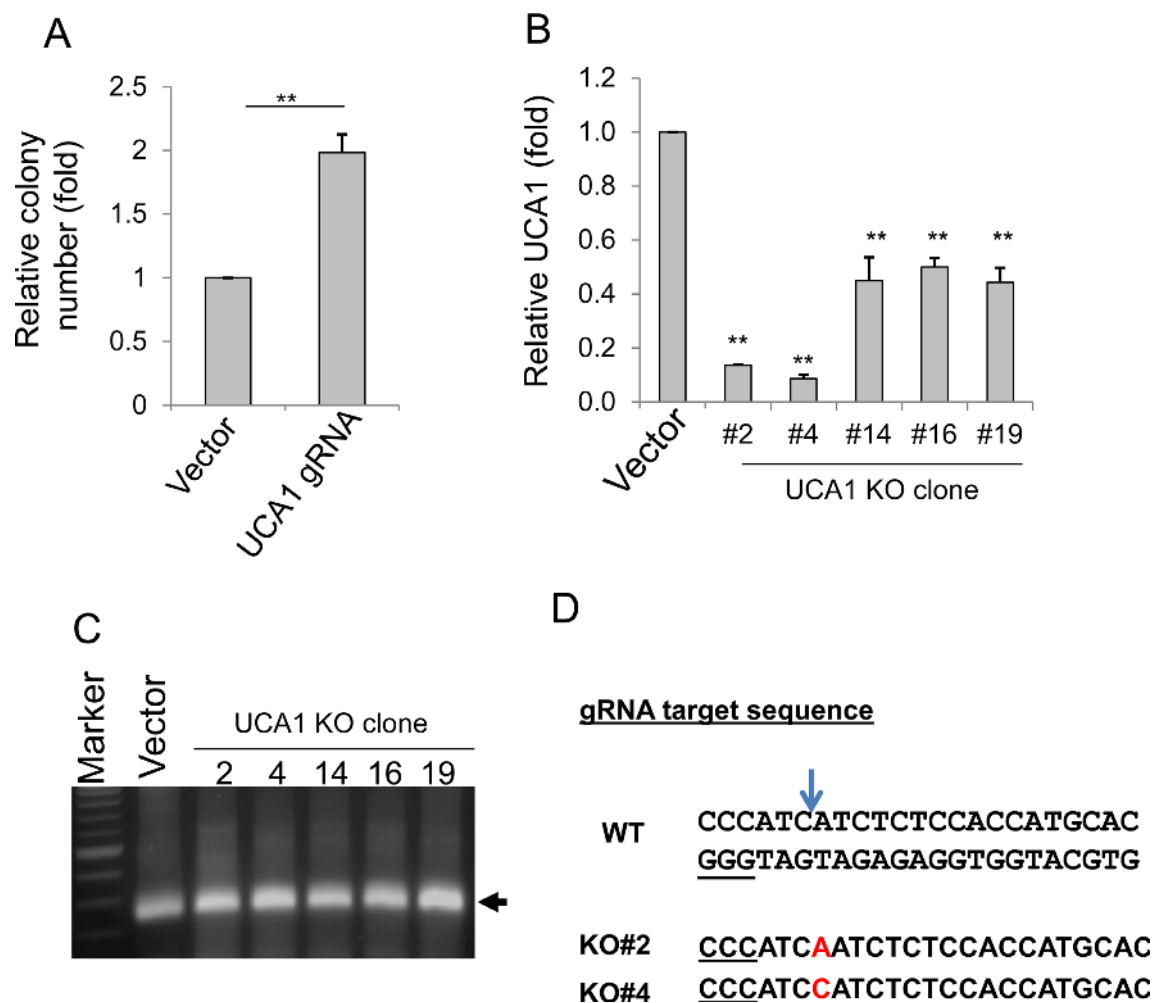 A
Relative colony
number (fold)
2.5
2
1.5
1
0.5
0
**
Vector
UCA1 gRNA
B
Relative UCA1 (fold)
1.2
1.0
0.8
0.6
0.4
0.2
0.0
**
**
**
**
**
Vector
#2 #4 #14 #16 #19
UCA1 KO clone
C
Marker
Vector
UCA1 KO clone
2 4 14 16 19
D
gRNA target sequence
WT
CCCATCATCTCTCCACCATGCAC
GGGTAGTAGAGAGGTGGTACGTG
KO#2 CCCATCAATCTCTCCACCATGCAC
KO#4 CCCATCCATCTCTCCACCATGCAC